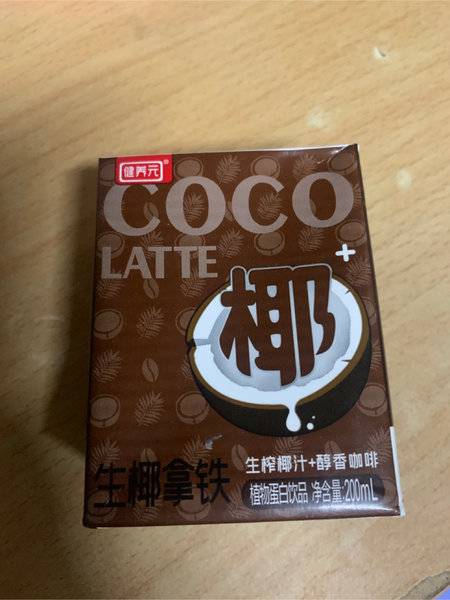 健养元®
COCO
LATTE
椰+
生榨椰汁+醇香咖啡
生椰拿铁
植物蛋白饮品 净含量:200mL